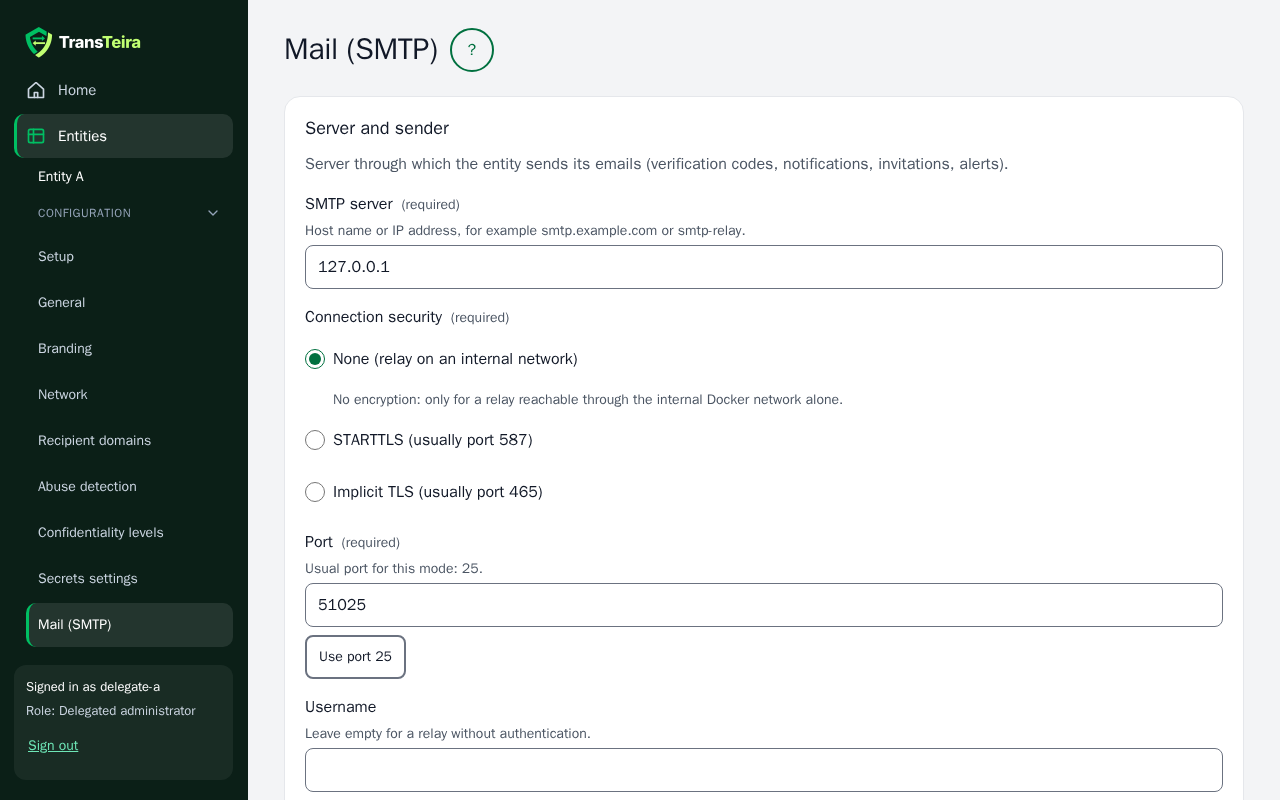 TransTeira
Home
Entities
Entity A
CONFIGURATION
Setup
General
Branding
Network
Recipient domains
Abuse detection
Confidentiality levels
Secrets settings
Mail (SMTP)
Signed in as delegate-a
Role: Delegated administrator
Sign out
Mail (SMTP) ?
Server and sender
Server through which the entity sends its emails (verification codes, notifications, invitations, alerts).
SMTP server (required)
Host name or IP address, for example smtp.example.com or smtp-relay.
127.0.0.1
Connection security (required)
None (relay on an internal network)
No encryption: only for a relay reachable through the internal Docker network alone.
STARTTLS (usually port 587)
Implicit TLS (usually port 465)
Port (required)
Usual port for this mode: 25.
51025
Use port 25
Username
Leave empty for a relay without authentication.